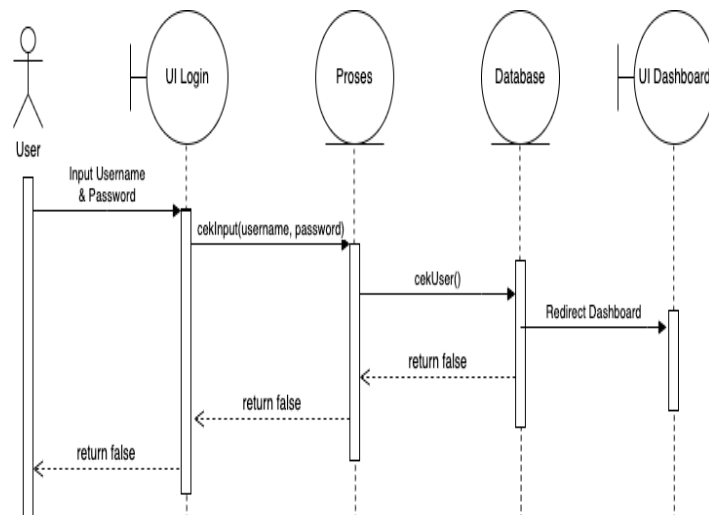 UI Login
Proses
Database
UI Dashboard
User
Input Username
& Password
cekInput(username, password)
cekUser()
Redirect Dashboard
return false
return false
return false